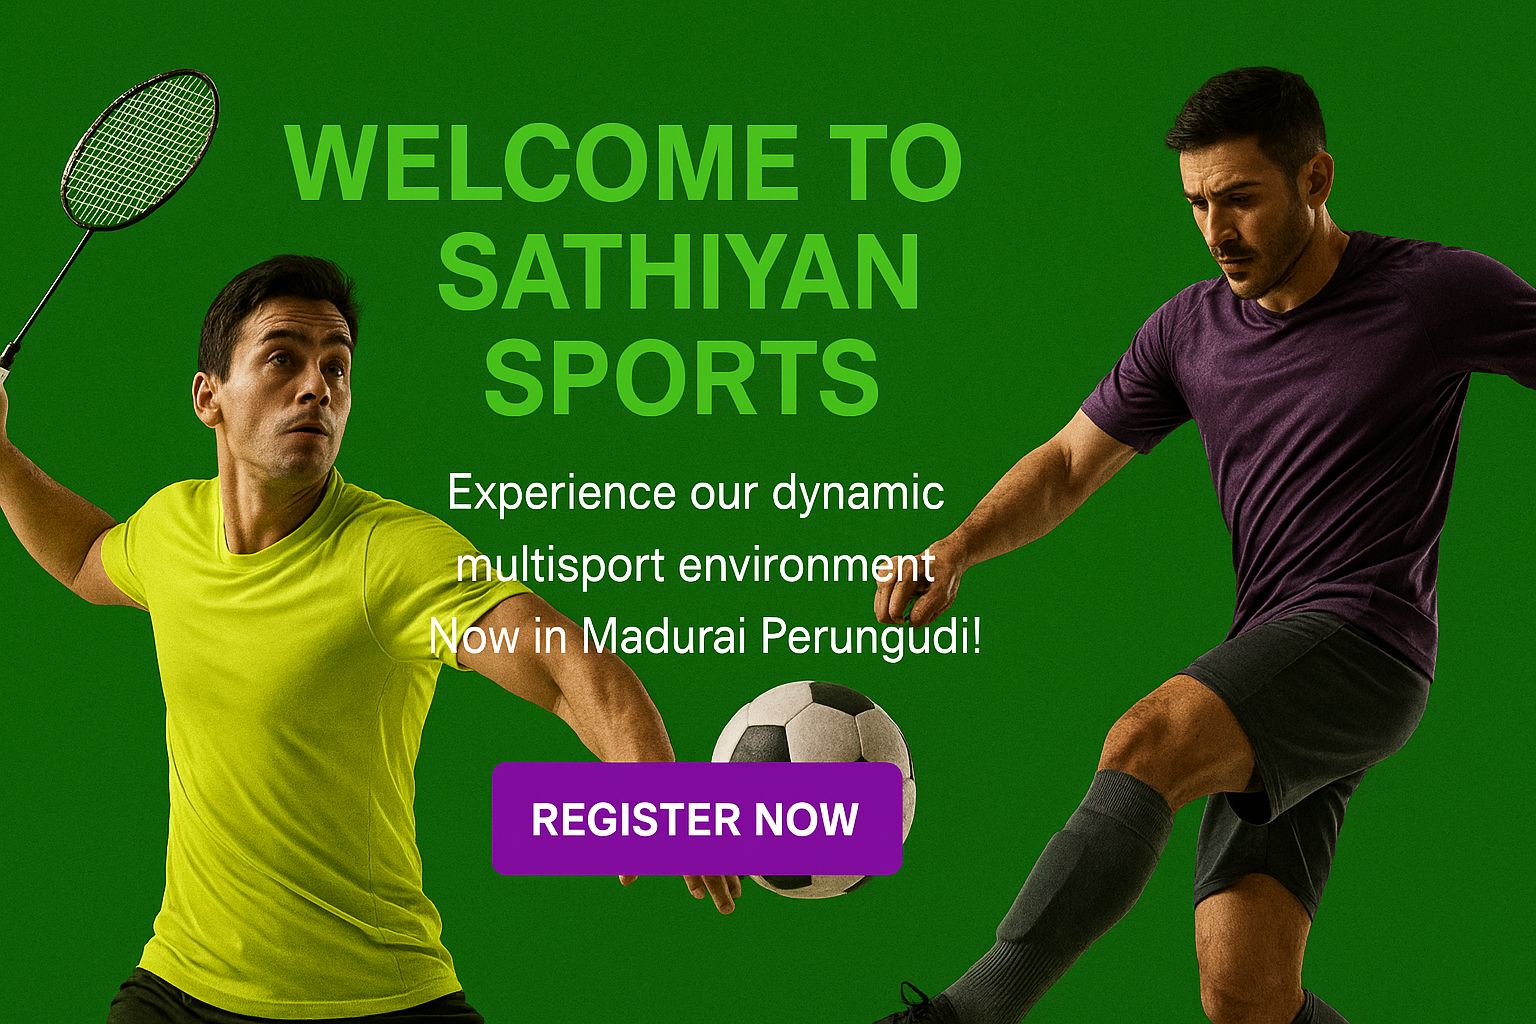 WELCOME TO
SATHIYAN
SPORTS
Experience our dynamic
multisport environment
Now in Madurai Perungudi!
REGISTER NOW